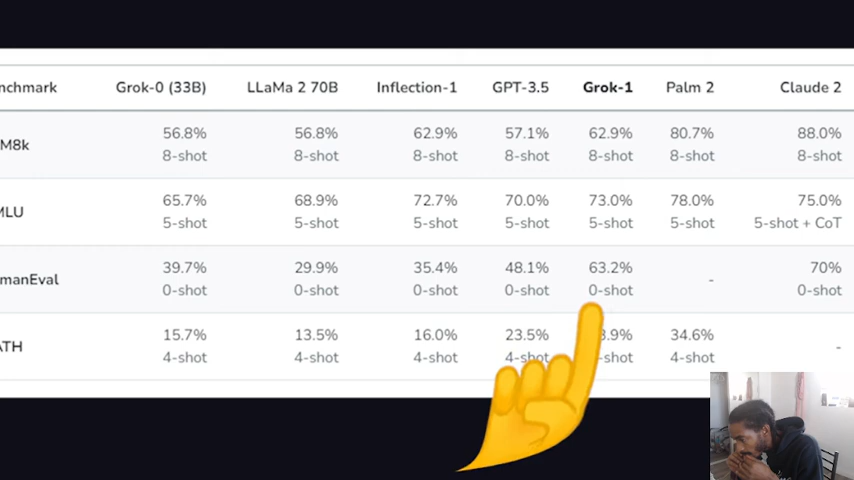 nchmark Grok-0 (33B) LLaMa 2 70B Inflection-1 GPT-3.5 Grok-1 Palm 2 Claude 2
M8k 56.8% 56.8% 62.9% 57.1% 62.9% 80.7% 88.0%
8-shot 8-shot 8-shot 8-shot 8-shot 8-shot 8-shot
MLU 65.7% 68.9% 72.7% 70.0% 73.0% 78.0% 75.0%
5-shot 5-shot 5-shot 5-shot 5-shot 5-shot 5-shot + CoT
manEval 39.7% 29.9% 35.4% 48.1% 63.2% - 70%
0-shot 0-shot 0-shot 0-shot 0-shot 0-shot
ATH 15.7% 13.5% 16.0% 23.5% 3.9% 34.6% -
4-shot 4-shot 4-shot 4-shot -shot 4-shot